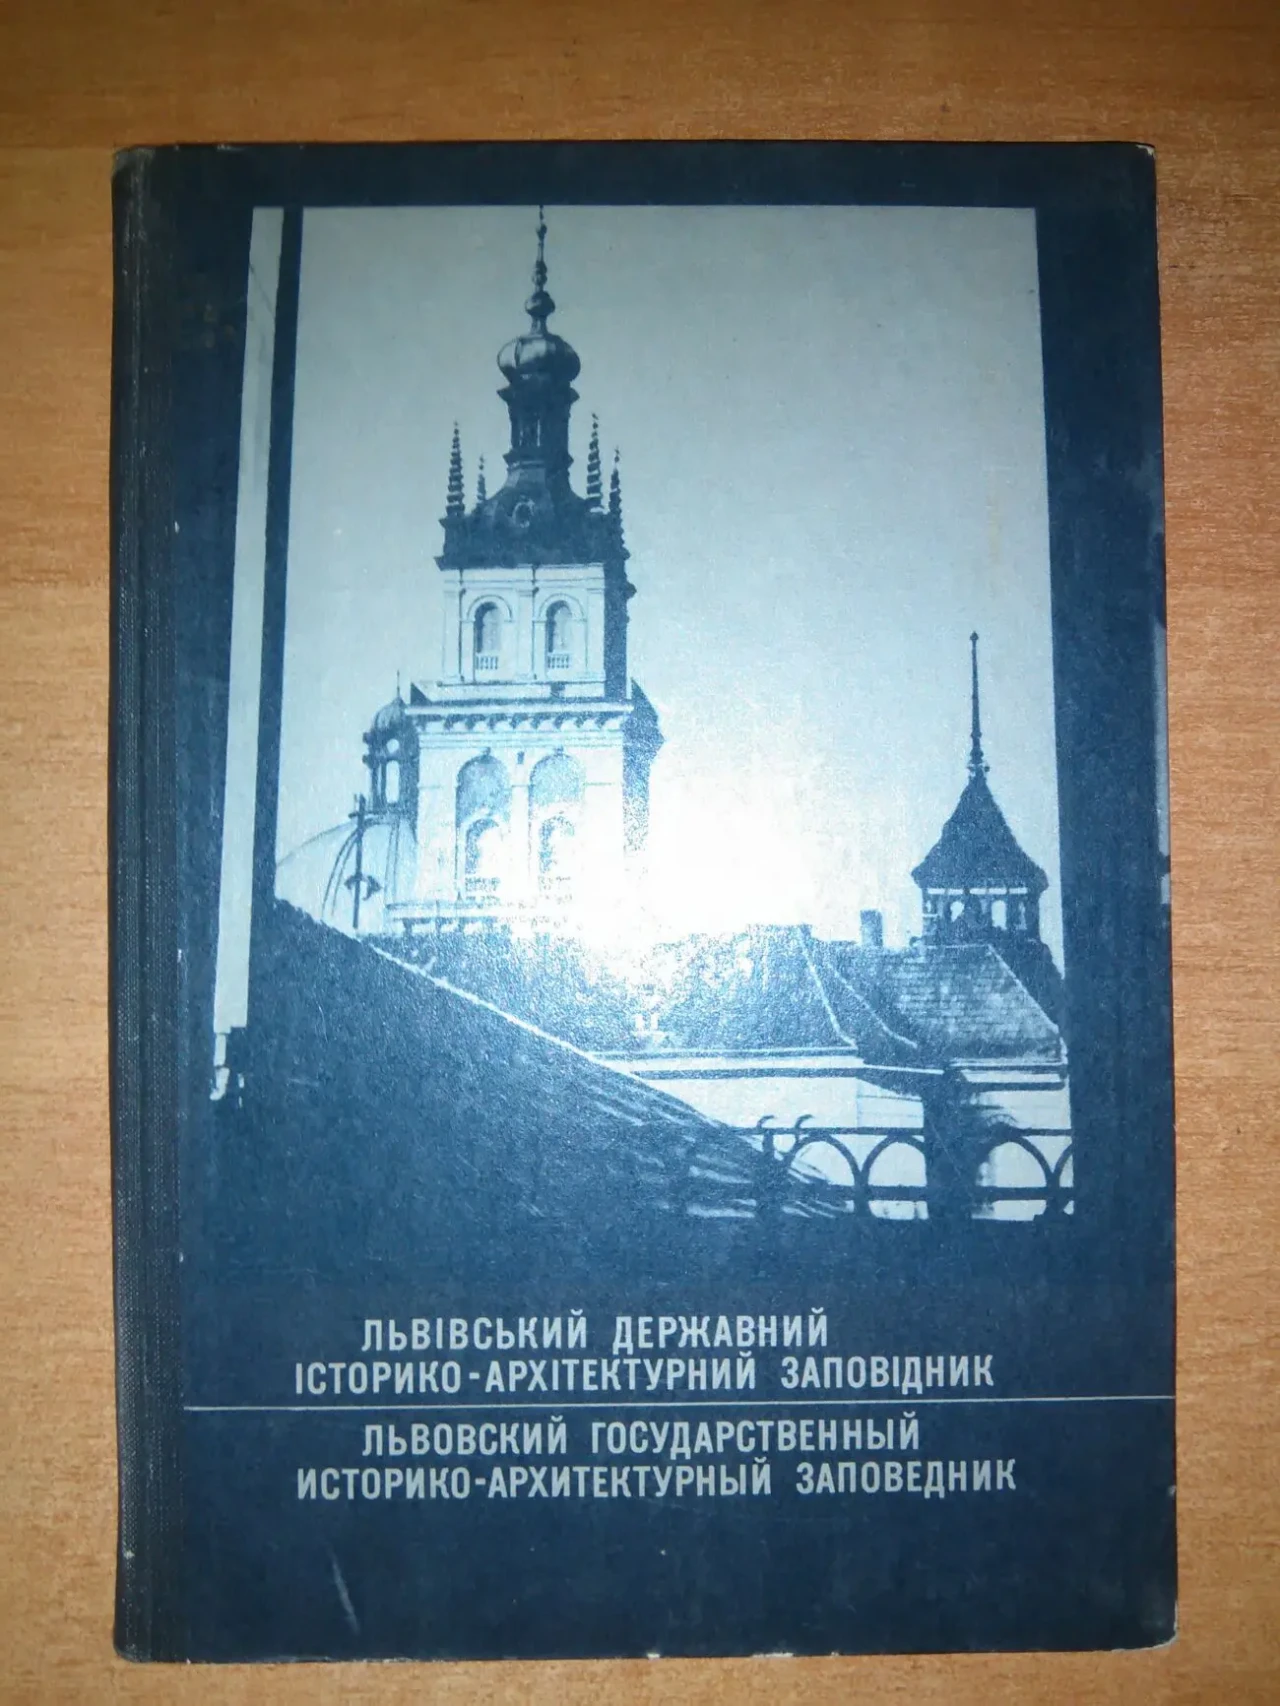 ЛЬВІВСЬКИЙ ДЕРЖАВНИЙ
ІСТОРИКО-АРХІТЕКТУРНИЙ ЗАПОВІДНИК
ЛЬВОВСКИЙ ГОСУДАРСТВЕННЫЙ
ИСТОРИКО-АРХИТЕКТУРНЫЙ ЗАПОВЕДНИК